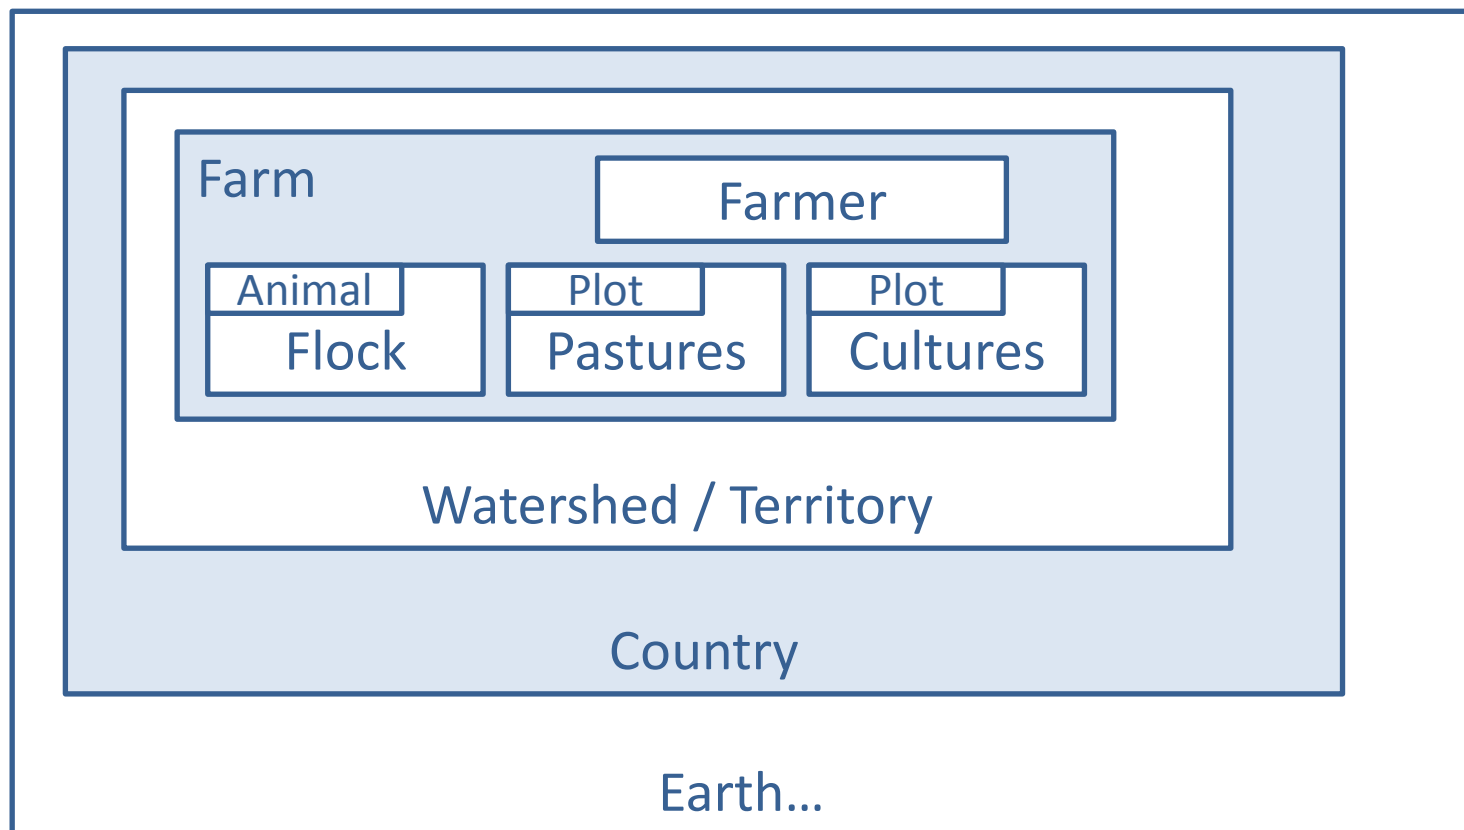 Farm
Farmer
Animal
Flock
Plot
Pastures
Plot
Cultures
Watershed / Territory
Country
Earth...